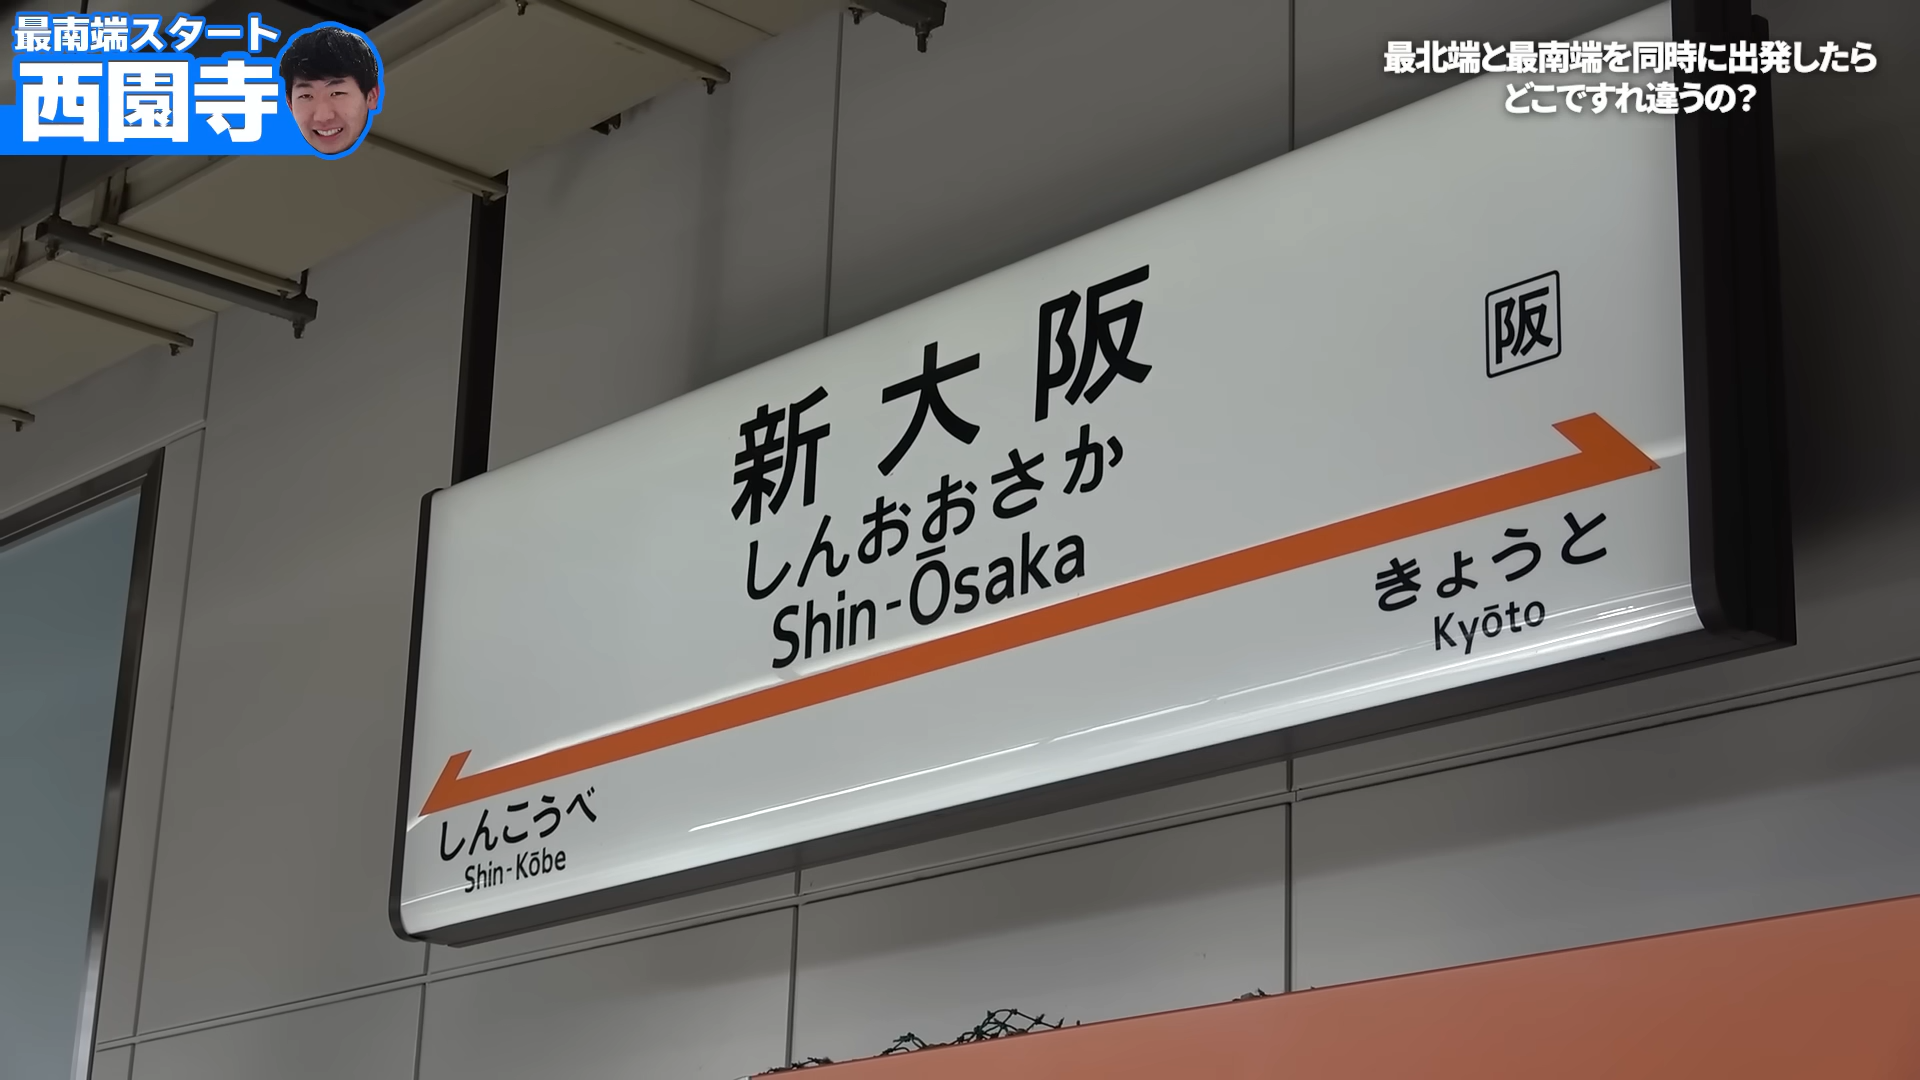 最南端スタート
西園寺
最北端と最南端を同時に出発したら
どこですれ違うの?
阪
新大阪
しんおおさか
Shin-Ōsaka
きょうと
Kyōto
しんこうべ
Shin-Kōbe